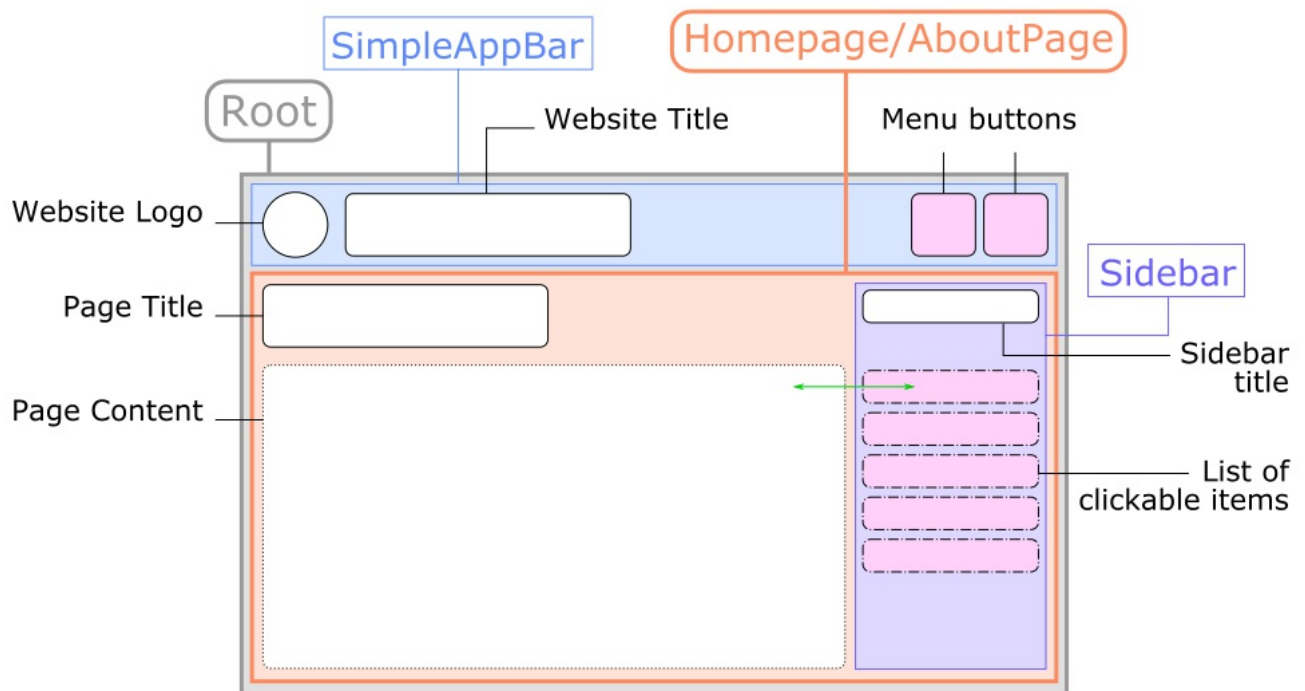 SimpleAppBar
Homepage/AboutPage
Root
Website Title
Menu buttons
Website Logo
Sidebar
Page Title
Sidebar
title
Page Content
List of
clickable items